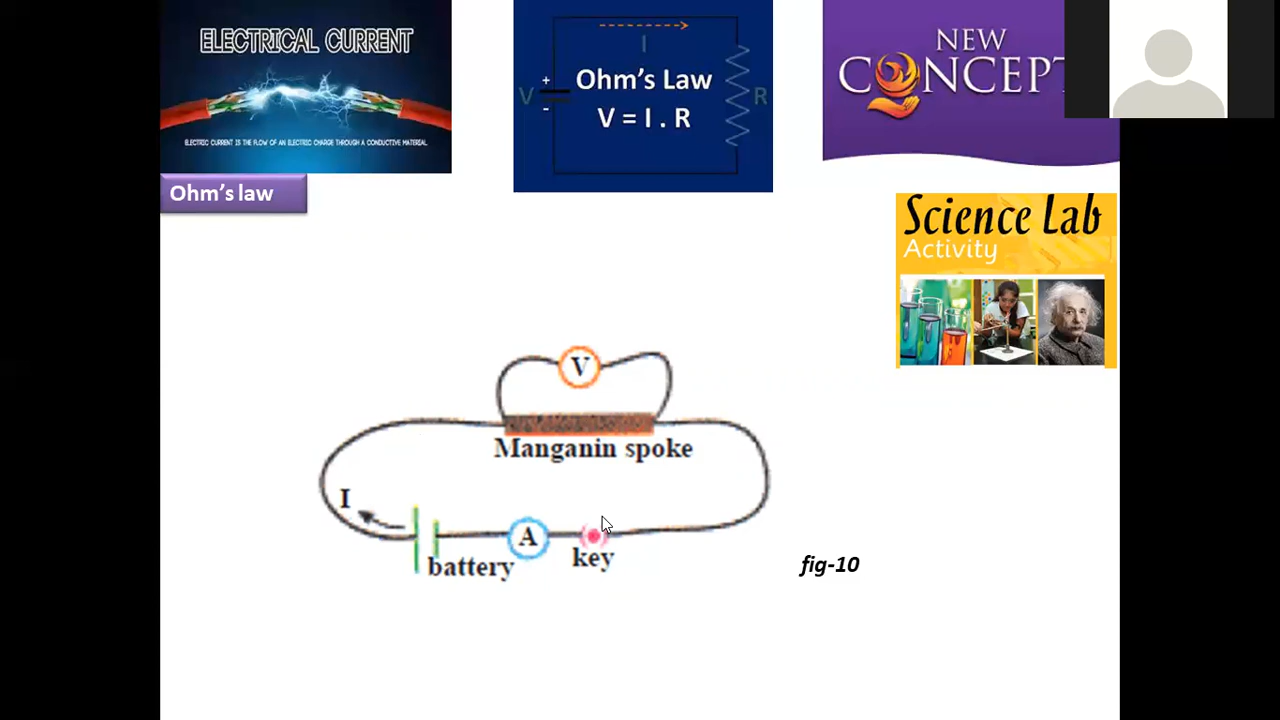 ELECTRICAL CURRENT
ELECTRIC CURRENT IS THE FLOW OF AN ELECTRIC CHARGE THROUGH A CONDUCTIVE MATERIAL.
I
+
V
-
R
Ohm's Law
V = I . R
NEW
CONCEPT
Ohm's law
Science Lab
Activity
V
Manganin spoke
I
A
battery
key
fig-10